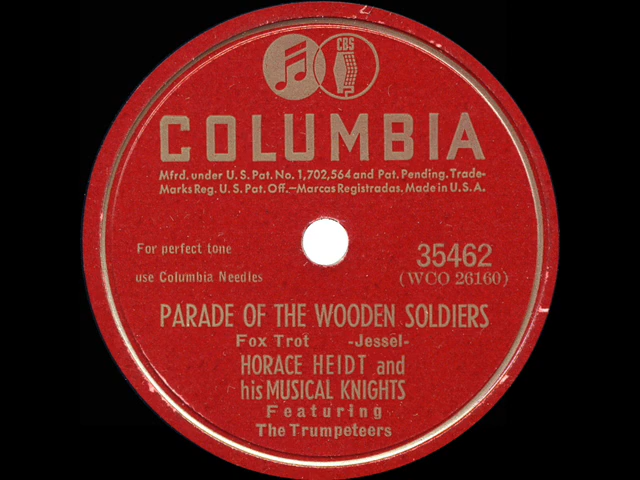 CBS
COLUMBIA
Mfrd. under U.S. Pat. No. 1,702,564 and Pat. Pending. Trade-
Marks Reg. U.S. Pat. Off.—Marcas Registradas. Made in U.S.A.
For perfect tone
use Columbia Needles
35462
(WCO 26160)
PARADE OF THE WOODEN SOLDIERS
Fox Trot -Jessel-
HORACE HEIDT and
his MUSICAL KNIGHTS
Featuring
The Trumpeteers